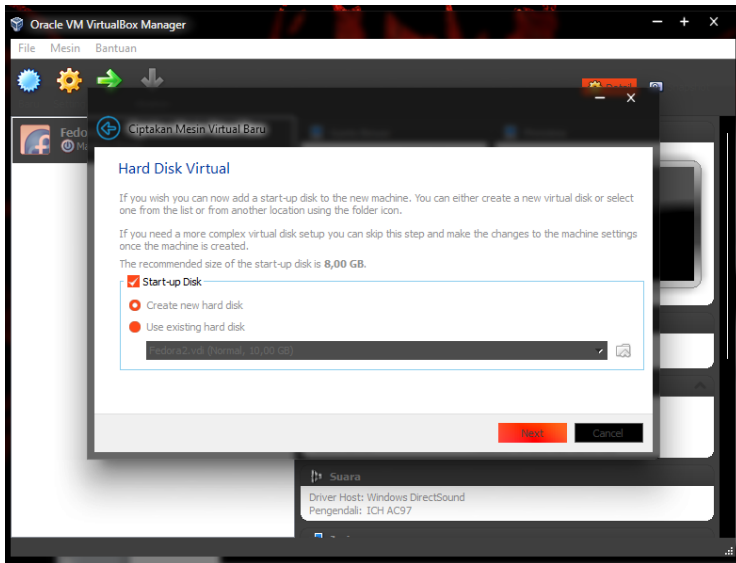 Oracle VM VirtualBox Manager
File Mesin Bantuan
Fedo
Ma
Ciptakan Mesin Virtual Baru
Hard Disk Virtual
If you wish you can now add a start-up disk to the new machine. You can either create a new virtual disk or select
one from the list or from another location using the folder icon.
If you need a more complex virtual disk setup you can skip this step and make the changes to the machine settings
once the machine is created.
The recommended size of the start-up disk is 8,00 GB.
Start-up Disk
Create new hard disk
Use existing hard disk
Fedora2.vdi (Normal, 10,00 GB)
Next Cancel
Suara
Driver Host: Windows DirectSound
Pengendali: ICH AC97